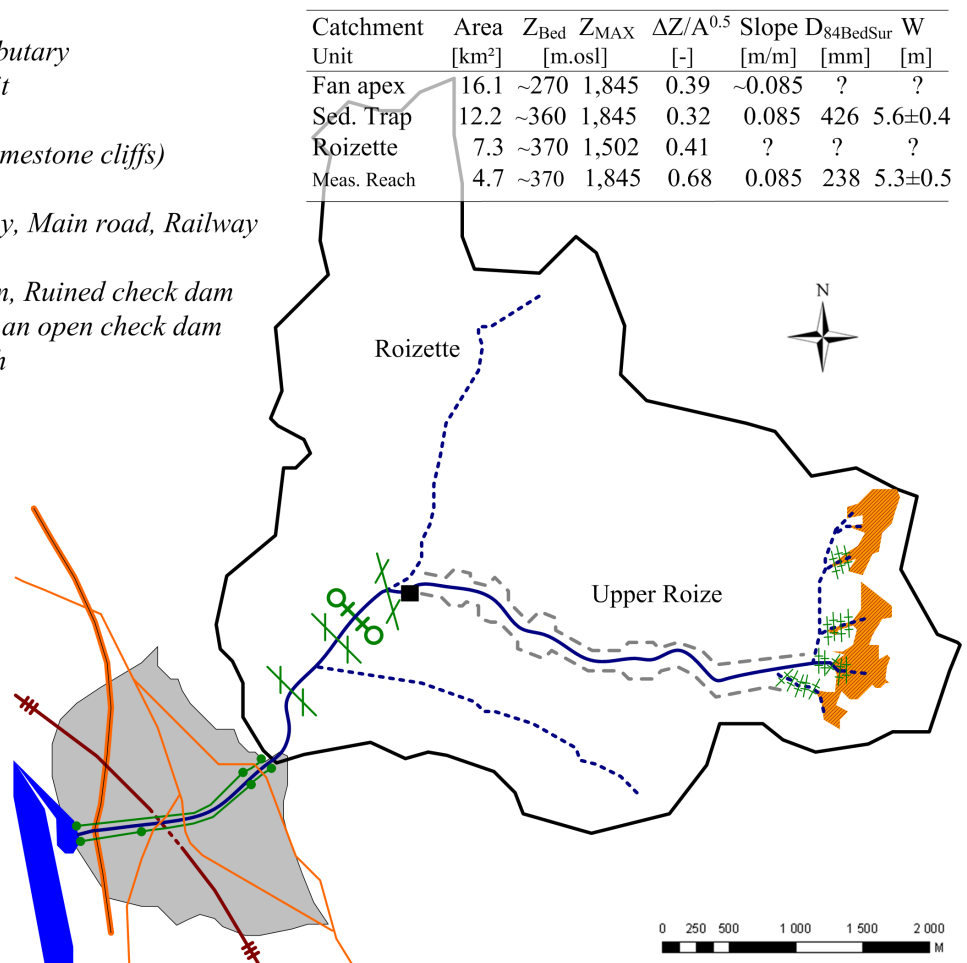 butary
it
mestone cliffs)
y, Main road, Railway
n, Ruined check dam
an open check dam
h
Catchment Area Z_Bed Z_MAX ΔZ/A^0.5 Slope D_84BedSur W
Unit [km²] [m.osl] [-] [m/m] [mm] [m]
Fan apex 16.1 ~270 1,845 0.39 ~0.085 ? ?
Sed. Trap 12.2 ~360 1,845 0.32 0.085 426 5.6±0.4
Roizette 7.3 ~370 1,502 0.41 ? ? ?
Meas. Reach 4.7 ~370 1,845 0.68 0.085 238 5.3±0.5
N
Roizette
Upper Roize
0 250 500 1 000 1 500 2 000
M